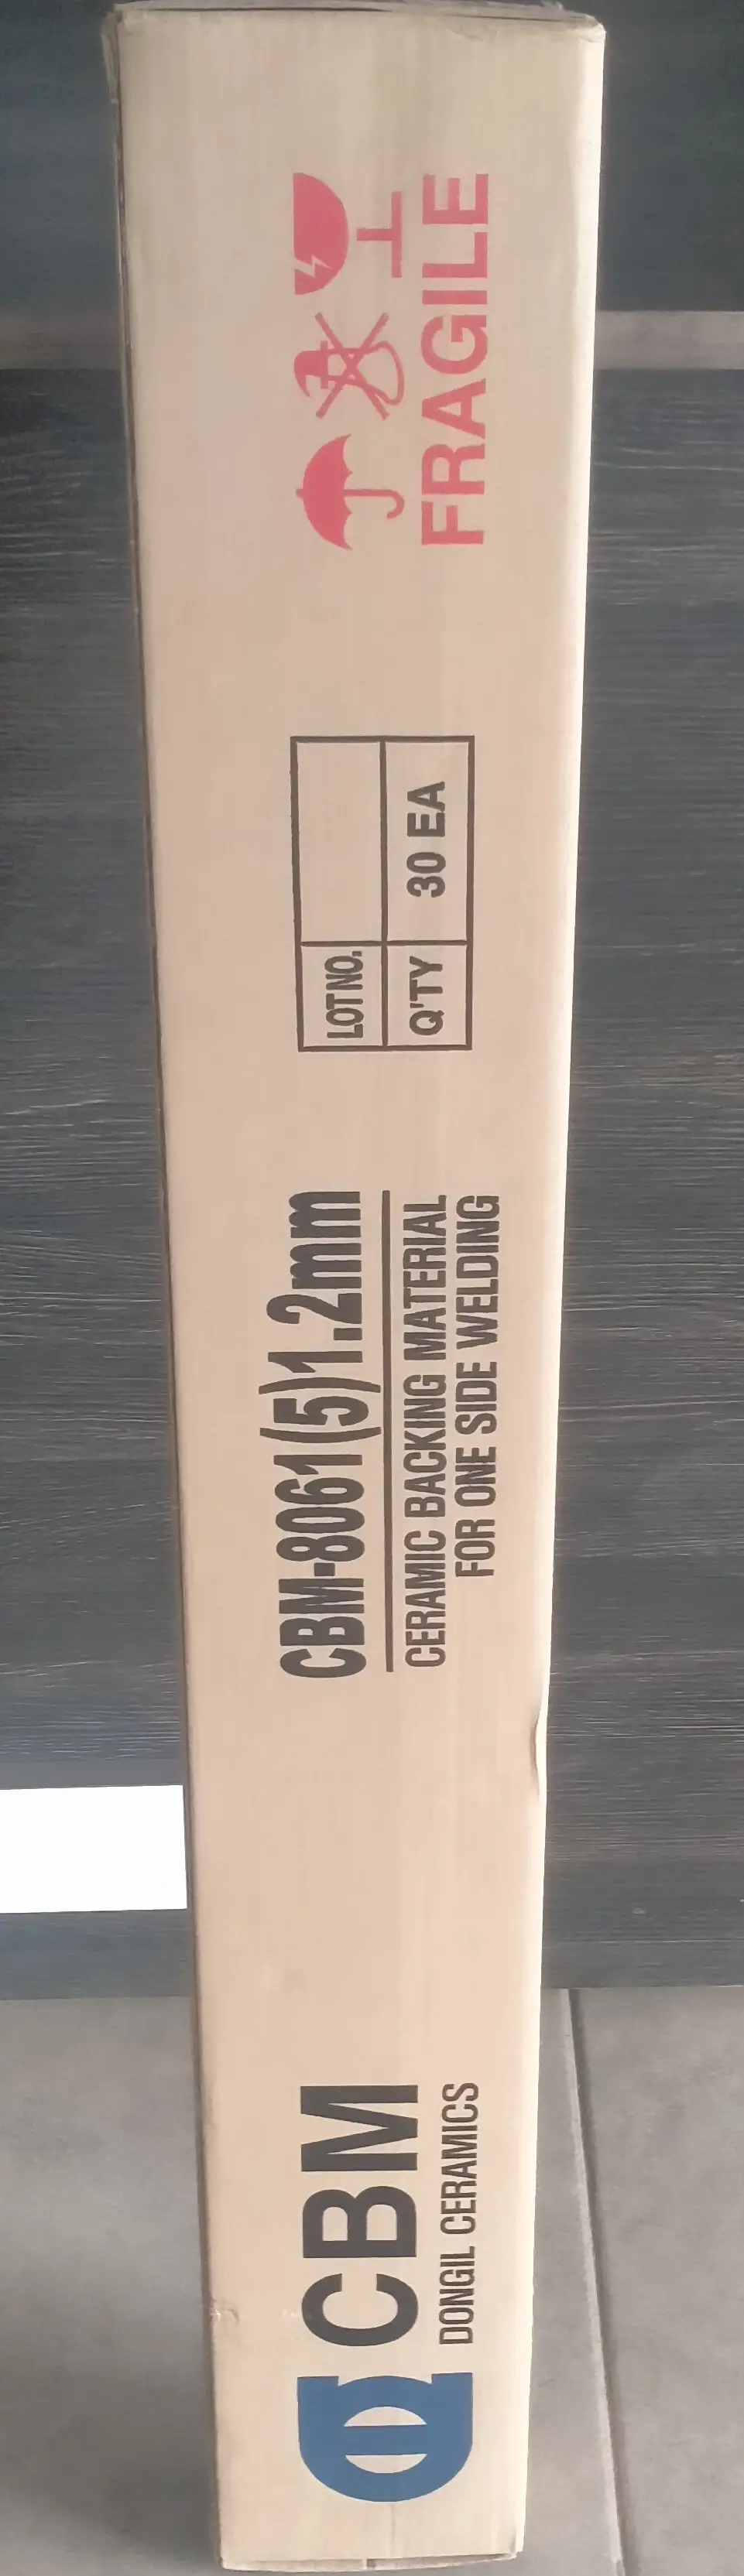 CBM
DONGIL CERAMICS
CBM-8061(5)1.2mm
CERAMIC BACKING MATERIAL
FOR ONE SIDE WELDING
LOT NO.
Q'TY 30 EA
FRAGILE